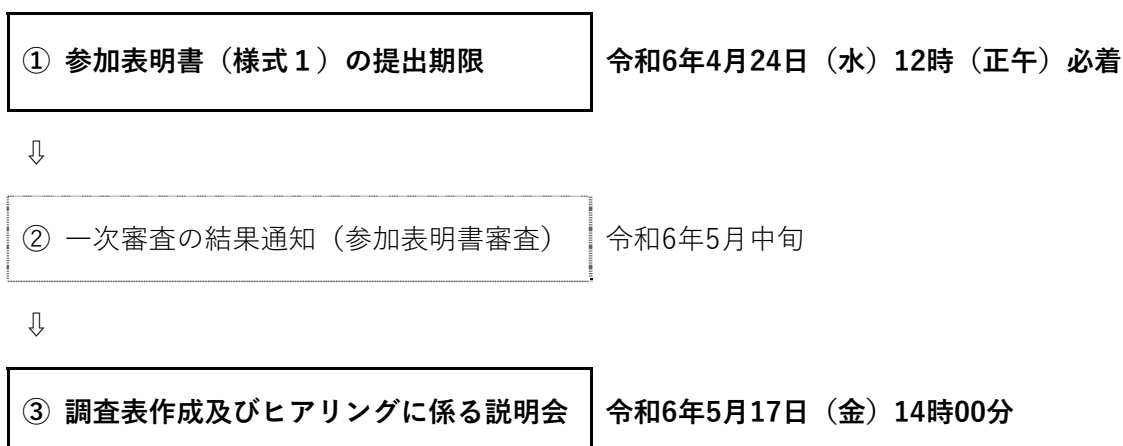 ① 参加表明書（様式１）の提出期限 令和6年4月24日（水）12時（正午）必着
⇩
② 一次審査の結果通知（参加表明書審査） 令和6年5月中旬
⇩
③ 調査表作成及びヒアリングに係る説明会 令和6年5月17日（金）14時00分